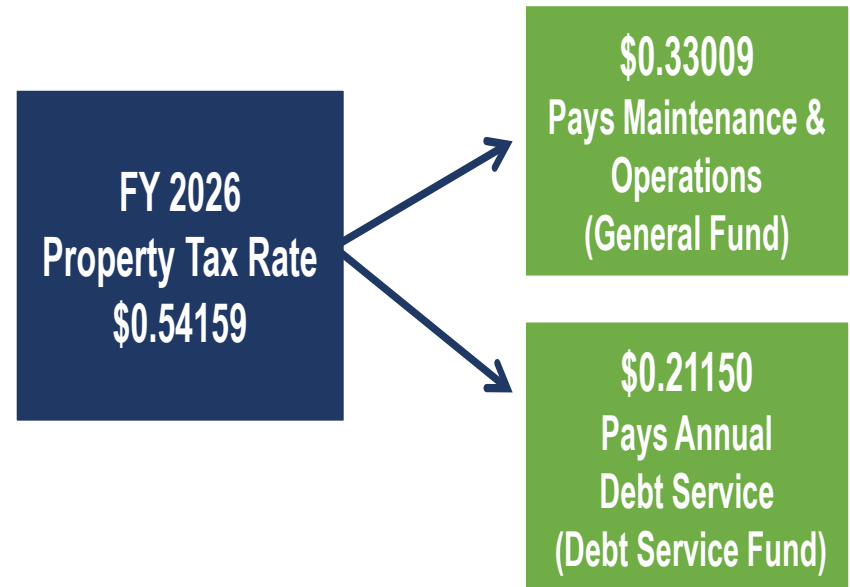 FY 2026
Property Tax Rate
$0.54159
$0.33009
Pays Maintenance &
Operations
(General Fund)
$0.21150
Pays Annual
Debt Service
(Debt Service Fund)